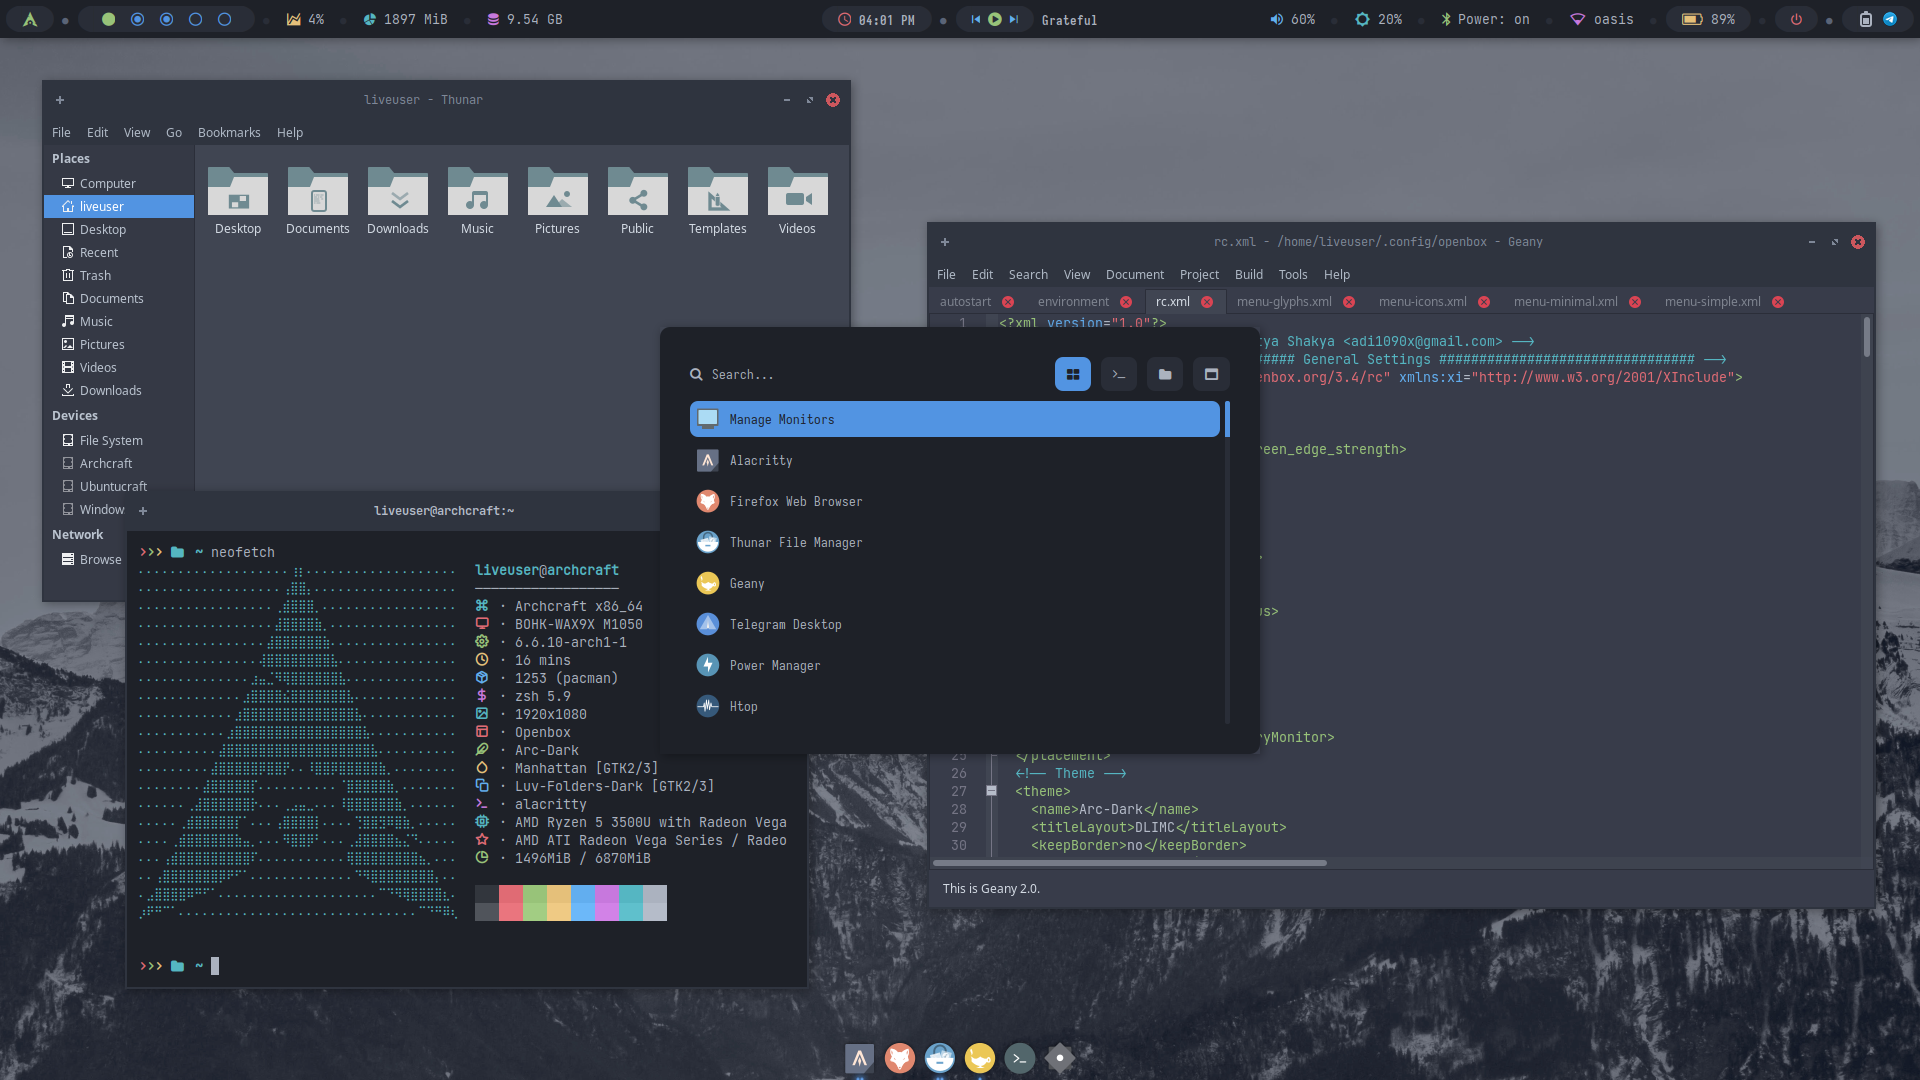 4%
1897 MiB
9.54 GB
04:01 PM
Grateful
60%
20%
Power: on
oasis
89%
liveuser - Thunar
File Edit View Go Bookmarks Help
Places
Computer
liveuser
Desktop
Recent
Trash
Documents
Music
Pictures
Videos
Downloads
Devices
File System
Archcraft
Ubuntucraft
Window
Network
Browse
Desktop Documents Downloads Music Pictures Public Templates Videos
liveuser@archcraft:~
>>> ~ neofetch
liveuser@archcraft
· Archcraft x86_64
· BOHK-WAX9X M1050
· 6.6.10-arch1-1
· 16 mins
· 1253 (pacman)
· zsh 5.9
· 1920x1080
· Openbox
· Arc-Dark
· Manhattan [GTK2/3]
· Luv-Folders-Dark [GTK2/3]
· alacritty
· AMD Ryzen 5 3500U with Radeon Vega
· AMD ATI Radeon Vega Series / Radeo
· 1496MiB / 6870MiB
>>> ~
Search...
Manage Monitors
Alacritty
Firefox Web Browser
Thunar File Manager
Geany
Telegram Desktop
Power Manager
Htop
rc.xml - /home/liveuser/.config/openbox - Geany
File Edit Search View Document Project Build Tools Help
autostart environment rc.xml menu-glyphs.xml menu-icons.xml menu-minimal.xml menu-simple.xml
1 <?xml version="1.0"?>
tya Shakya <adi1090x@gmail.com> -->
##### General Settings ################################ -->
enbox.org/3.4/rc" xmlns:xi="http://www.w3.org/2001/XInclude">
reen_edge_strength>
us>
ryMonitor>
25 </placement>
26 <!-- Theme -->
27 <theme>
28 <name>Arc-Dark</name>
29 <titleLayout>DLIMC</titleLayout>
30 <keepBorder>no</keepBorder>
This is Geany 2.0.